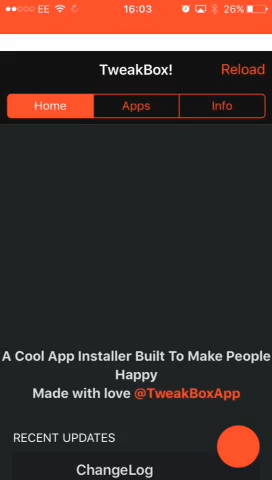 EE 16:03 26%
TweakBox! Reload
Home Apps Info
A Cool App Installer Built To Make People
Happy
Made with love @TweakBoxApp
RECENT UPDATES
ChangeLog